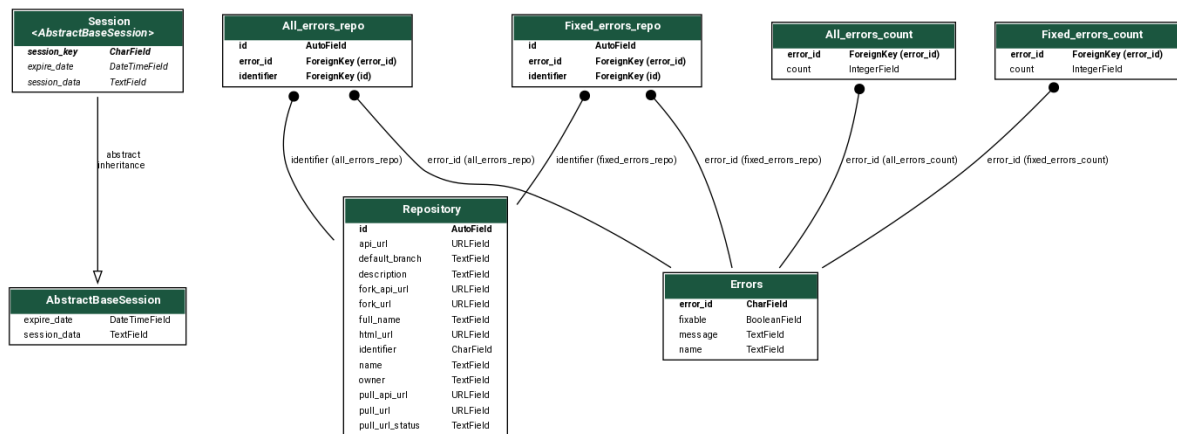 Session
<AbstractBaseSession>
session_key CharField
expire_date DateTimeField
session_data TextField
All_errors_repo
id AutoField
error_id ForeignKey (error_id)
identifier ForeignKey (id)
Fixed_errors_repo
id AutoField
error_id ForeignKey (error_id)
identifier ForeignKey (id)
All_errors_count
error_id ForeignKey (error_id)
count IntegerField
Fixed_errors_count
error_id ForeignKey (error_id)
count IntegerField
abstract
inheritance
identifier (all_errors_repo)
error_id (all_errors_repo)
identifier (fixed_errors_repo)
error_id (fixed_errors_repo)
error_id (all_errors_count)
error_id (fixed_errors_count)
Repository
id AutoField
api_url URLField
default_branch TextField
description TextField
fork_api_url URLField
fork_url URLField
full_name TextField
html_url URLField
identifier CharField
name TextField
owner TextField
pull_api_url URLField
pull_url URLField
pull_url_status TextField
AbstractBaseSession
expire_date DateTimeField
session_data TextField
Errors
error_id CharField
fixable BooleanField
message TextField
name TextField